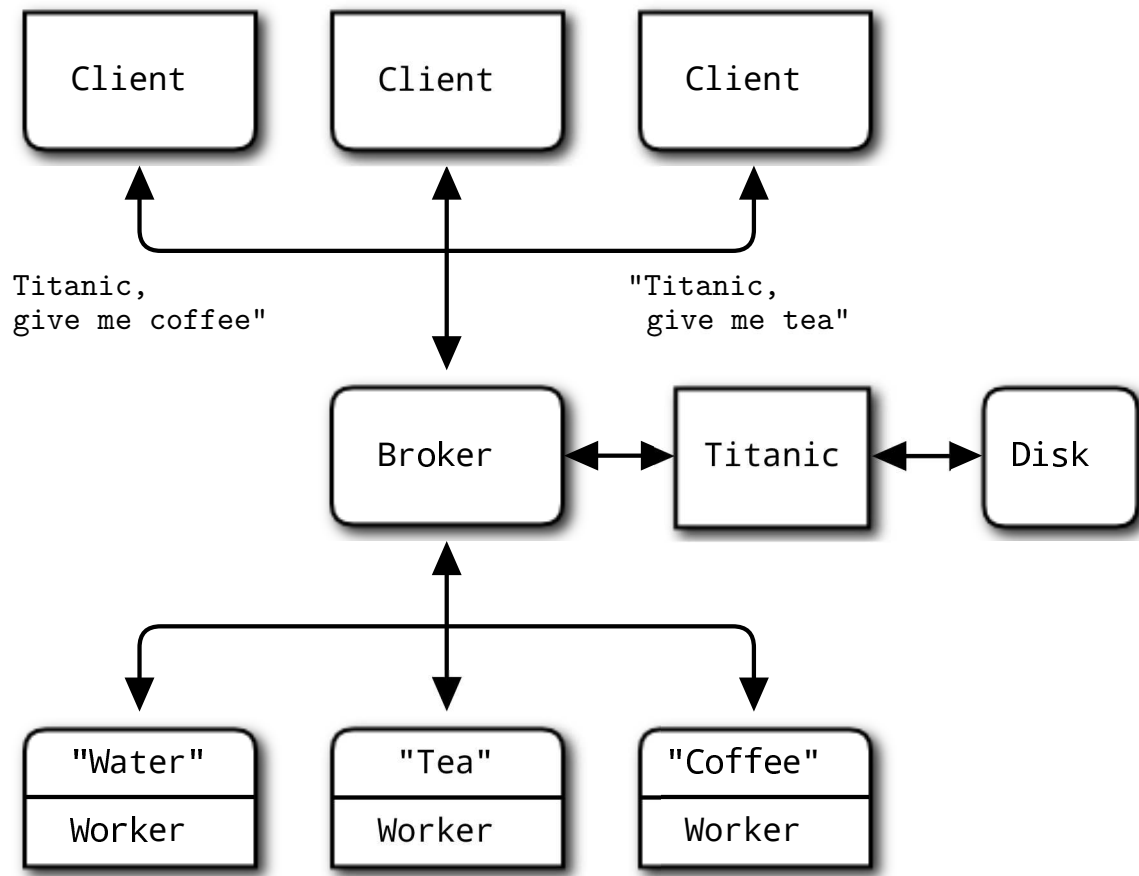 Client
Client
Client
Titanic,
give me coffee"
"Titanic,
give me tea"
Broker
Titanic
Disk
"Water"
"Tea"
"Coffee"
Worker
Worker
Worker